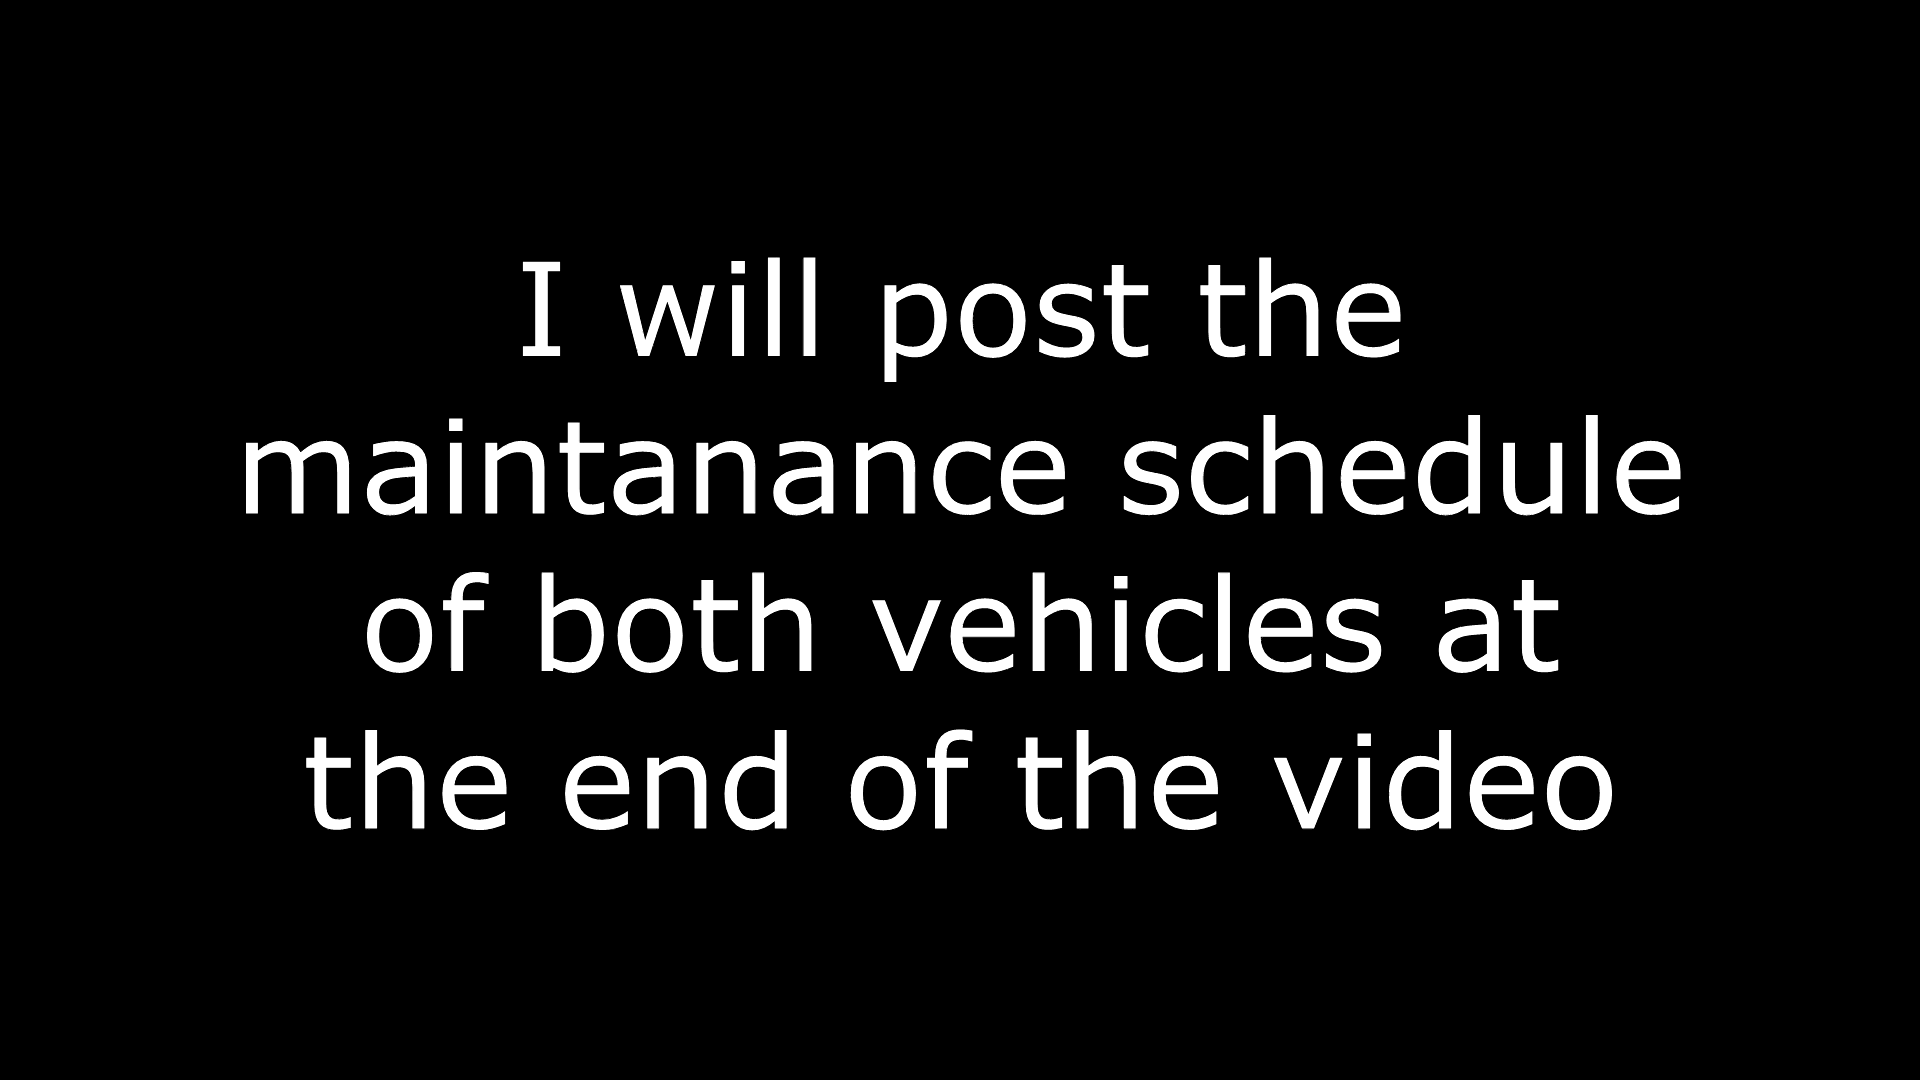 I will post the
maintanance schedule
of both vehicles at
the end of the video